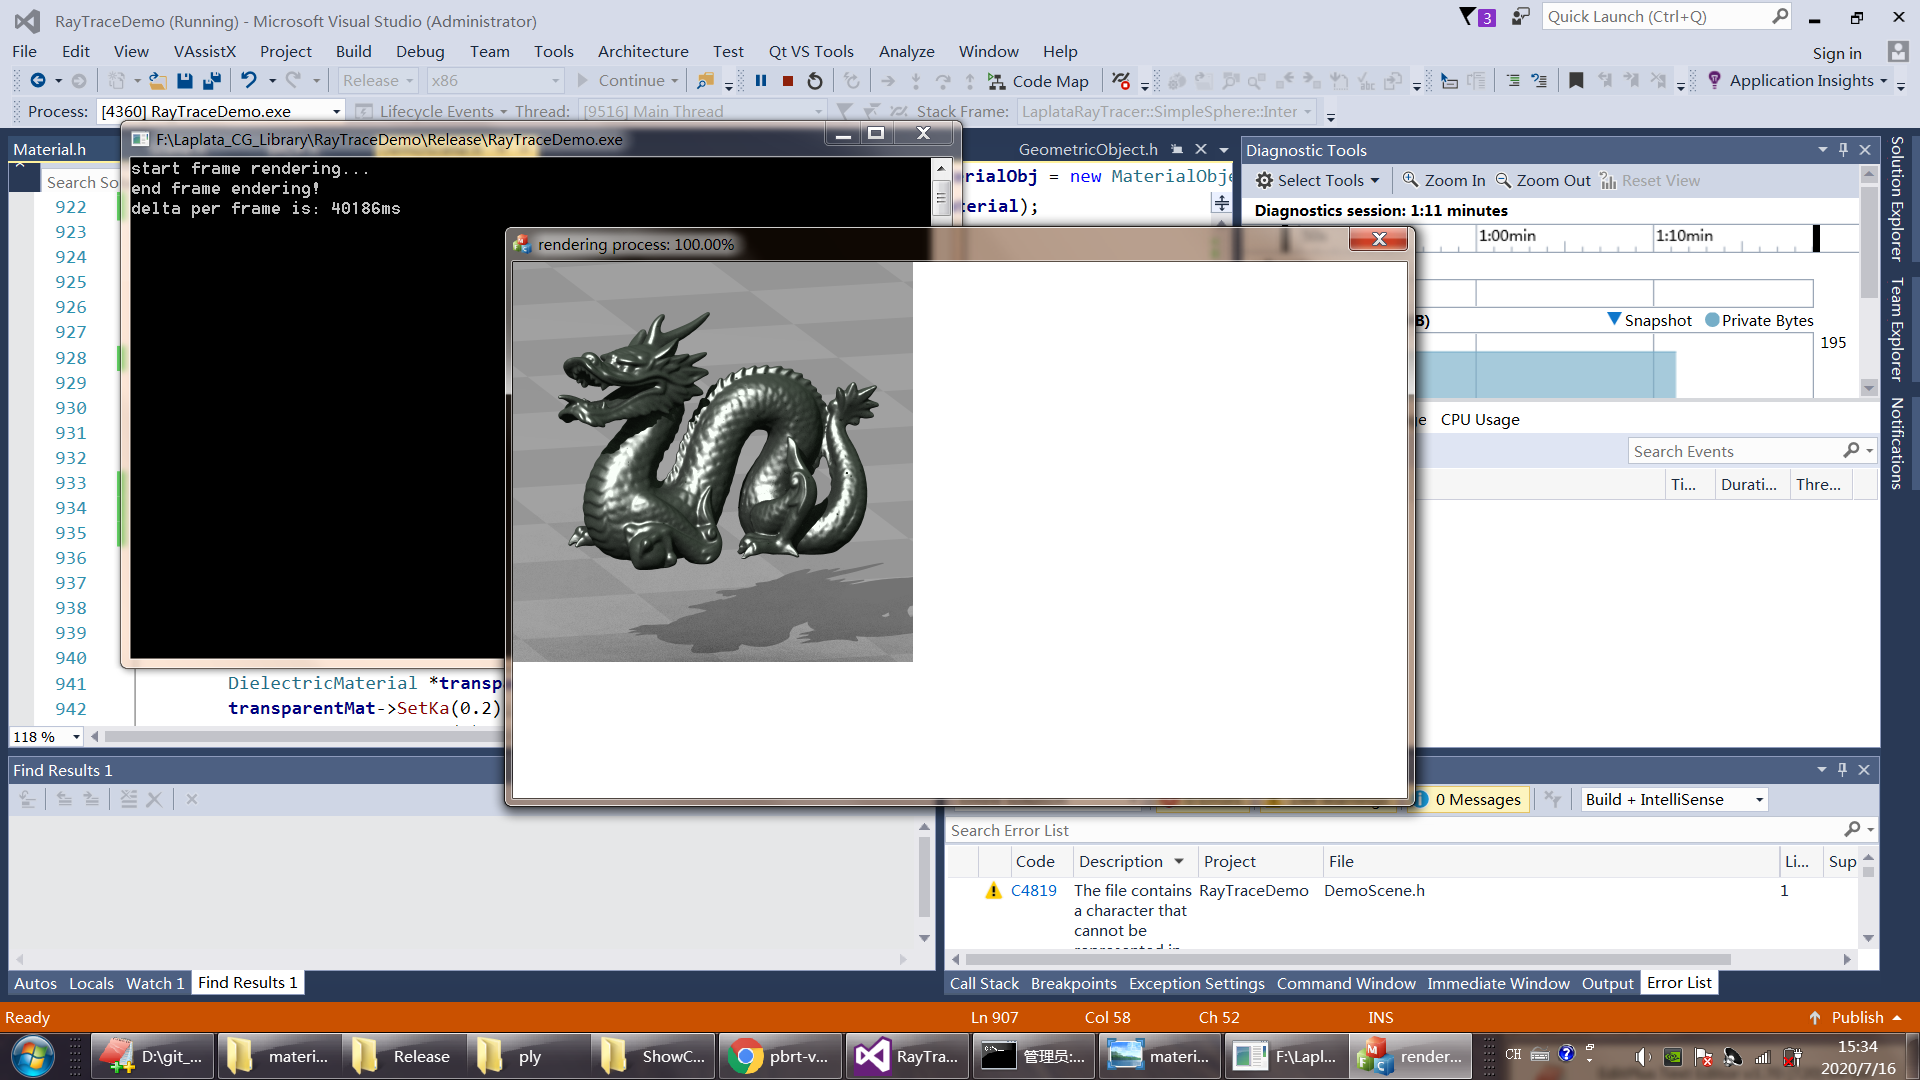 RayTraceDemo (Running) - Microsoft Visual Studio (Administrator)
3
Quick Launch (Ctrl+Q)
File Edit View VAssistX Project Build Debug Team Tools Architecture Test Qt VS Tools Analyze Window Help
Sign in
Release x86 Continue Code Map Application Insights
Process: [4360] RayTraceDemo.exe Lifecycle Events Thread: [9516] Main Thread Stack Frame: LaplataRayTracer::SimpleSphere::Inter
F:\Laplata_CG_Library\RayTraceDemo\Release\RayTraceDemo.exe
Material.h
GeometricObject.h
Diagnostic Tools
start frame rendering...
end frame endering!
delta per frame is: 40186ms
Search So
rialObj = new MaterialObje
terial);
Select Tools Zoom In Zoom Out Reset View
Diagnostics session: 1:11 minutes
1:00min 1:10min
rendering process: 100.00%
B)
Snapshot Private Bytes
195
CPU Usage
Search Events
Ti... Durati... Thre...
Solution Explorer
Team Explorer
Notifications
922
923
924
925
926
927
928
929
930
931
932
933
934
935
936
937
938
939
940
941 DielectricMaterial *transp
942 transparentMat->SetKa(0.2)
118 %
Find Results 1
0 Messages
Build + IntelliSense
Search Error List
Code Description Project File Li... Sup
C4819 The file contains RayTraceDemo DemoScene.h 1
a character that
cannot be
represented in
Autos Locals Watch 1 Find Results 1
Call Stack Breakpoints Exception Settings Command Window Immediate Window Output Error List
Ready
Ln 907 Col 58 Ch 52 INS
Publish
D:\git_... materi... Release ply ShowC... pbrt-v... RayTra... 管理员:... materi... F:\Lapl... render...
CH
15:34
2020/7/16